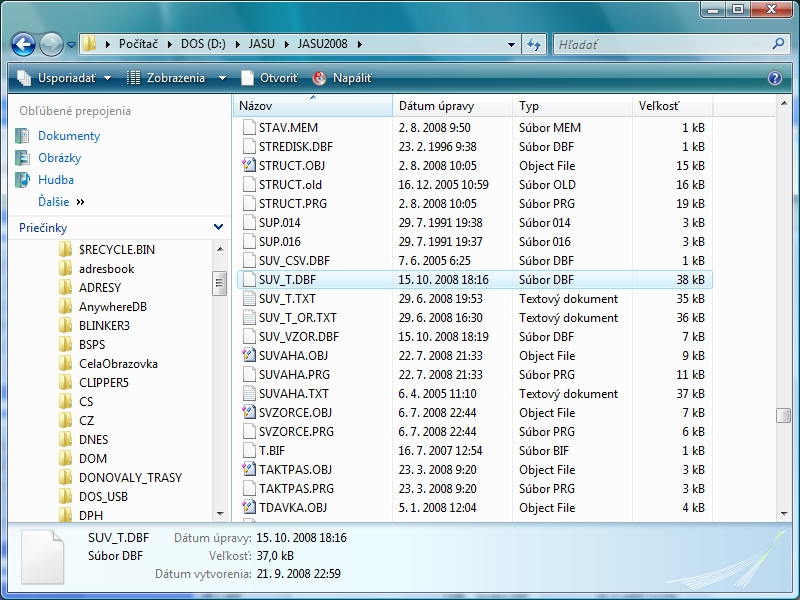 Počítač DOS (D:) JASU JASU2008 Hľadať
Usporiadať Zobrazenia Otvoriť Napáliť
Obľúbené prepojenia
Dokumenty
Obrázky
Hudba
Ďalšie »
Priečinky
$RECYCLE.BIN
adresbook
ADRESY
AnywhereDB
BLINKER3
BSPS
CelaObrazovka
CLIPPER5
CS
CZ
DNES
DOM
DONOVALY_TRASY
DOS_USB
DPH
Názov Dátum úpravy Typ Veľkosť
STAV.MEM 2. 8. 2008 9:50 Súbor MEM 1 kB
STREDISK.DBF 23. 2. 1996 9:38 Súbor DBF 1 kB
STRUCT.OBJ 2. 8. 2008 10:05 Object File 15 kB
STRUCT.old 16. 12. 2005 10:59 Súbor OLD 16 kB
STRUCT.PRG 2. 8. 2008 10:05 Súbor PRG 19 kB
SUP.014 29. 7. 1991 19:38 Súbor 014 3 kB
SUP.016 29. 7. 1991 19:37 Súbor 016 3 kB
SUV_CSV.DBF 7. 6. 2005 6:25 Súbor DBF 1 kB
SUV_T.DBF 15. 10. 2008 18:16 Súbor DBF 38 kB
SUV_T.TXT 29. 6. 2008 19:53 Textový dokument 35 kB
SUV_T_OR.TXT 29. 6. 2008 16:30 Textový dokument 36 kB
SUV_VZOR.DBF 15. 10. 2008 18:19 Súbor DBF 7 kB
SUVAHA.OBJ 22. 7. 2008 21:33 Object File 9 kB
SUVAHA.PRG 22. 7. 2008 21:33 Súbor PRG 11 kB
SUVAHA.TXT 6. 4. 2005 11:10 Textový dokument 37 kB
SVZORCE.OBJ 6. 7. 2008 22:44 Object File 7 kB
SVZORCE.PRG 6. 7. 2008 22:44 Súbor PRG 6 kB
T.BIF 16. 7. 2007 12:54 Súbor BIF 1 kB
TAKTPAS.OBJ 23. 3. 2008 9:20 Object File 3 kB
TAKTPAS.PRG 23. 3. 2008 9:20 Súbor PRG 3 kB
TDAVKA.OBJ 5. 1. 2008 12:04 Object File 4 kB
SUV_T.DBF Dátum úpravy: 15. 10. 2008 18:16
Súbor DBF Veľkosť: 37,0 kB
Dátum vytvorenia: 21. 9. 2008 22:59